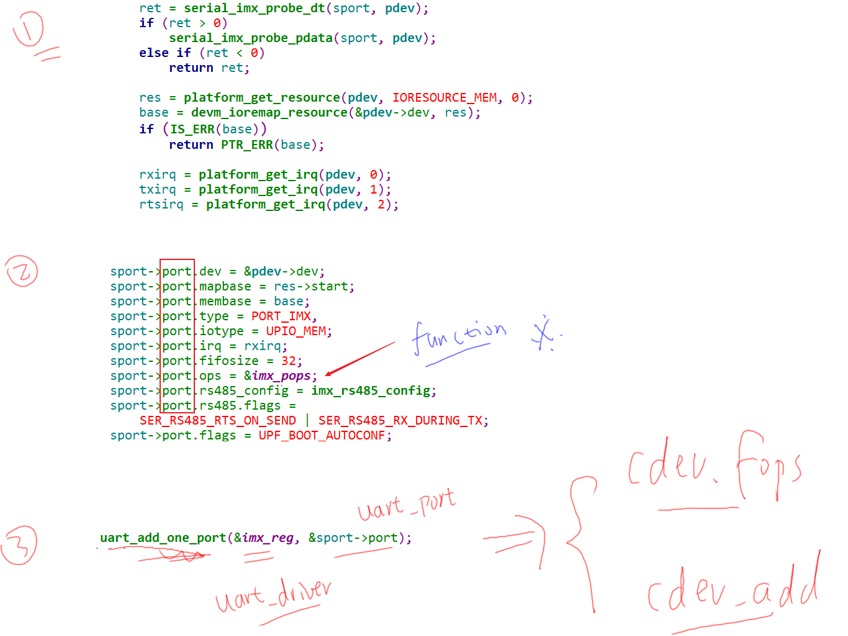 ①
ret = serial_imx_probe_dt(sport, pdev);
if (ret > 0)
serial_imx_probe_pdata(sport, pdev);
else if (ret < 0)
return ret;
res = platform_get_resource(pdev, IORESOURCE_MEM, 0);
base = devm_ioremap_resource(&pdev->dev, res);
if (IS_ERR(base))
return PTR_ERR(base);
rxirq = platform_get_irq(pdev, 0);
txirq = platform_get_irq(pdev, 1);
rtsirq = platform_get_irq(pdev, 2);
②
sport->port.dev = &pdev->dev;
sport->port.mapbase = res->start;
sport->port.membase = base;
sport->port.type = PORT_IMX,
sport->port.iotype = UPIO_MEM;
sport->port.irq = rxirq;
sport->port.fifosize = 32;
sport->port.ops = &imx_pops;
sport->port.rs485_config = imx_rs485_config;
sport->port.rs485.flags =
SER_RS485_RTS_ON_SEND | SER_RS485_RX_DURING_TX;
sport->port.flags = UPF_BOOT_AUTOCONF;
function
③
uart_add_one_port(&imx_reg, &sport->port);
uart_port
uart_driver
cdev.fops
cdev_add